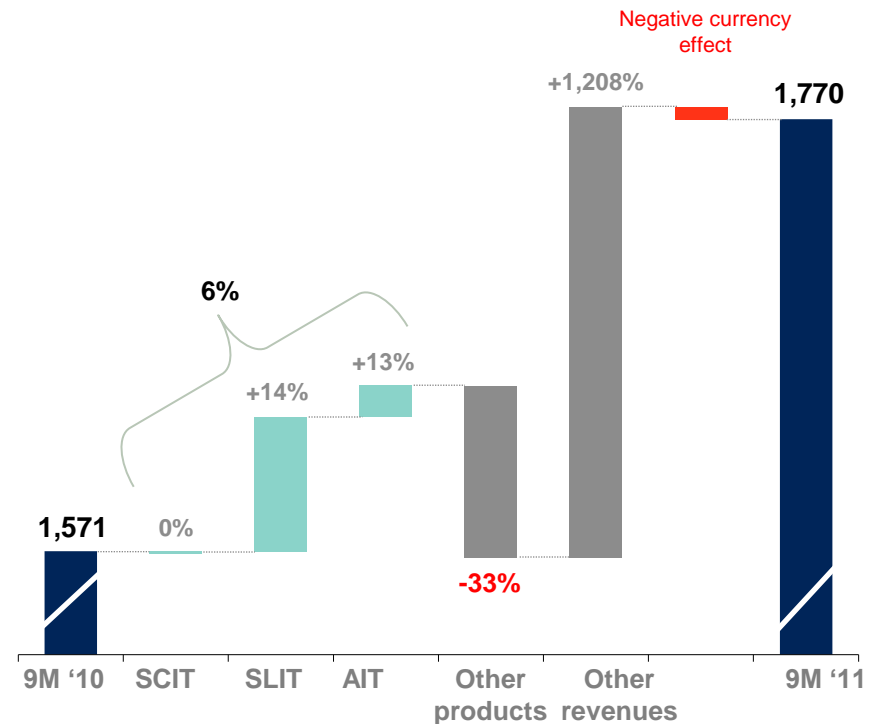 Negative currency
effect
+1,208%
1,770
6%
+13%
+14%
1,571
0%
-33%
9M ‘10
SCIT
SLIT
AIT
Other
products
Other
revenues
9M ‘11